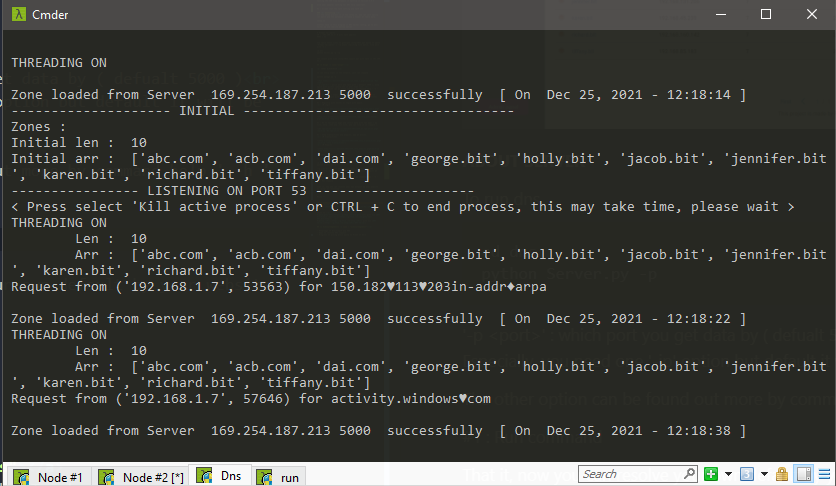 Cmder
THREADING ON
Zone loaded from Server  169.254.187.213 5000  successfully  [ On  Dec 25, 2021 - 12:18:14 ]
-------------------- INITIAL ----------------------------------
Zones :
Initial len :  10
Initial arr :  ['abc.com', 'acb.com', 'dai.com', 'george.bit', 'holly.bit', 'jacob.bit', 'jennifer.bit
', 'karen.bit', 'richard.bit', 'tiffany.bit']
---------------- LISTENING ON PORT 53 --------------------
< Press select 'Kill active process' or CTRL + C to end process, this may take time, please wait >
THREADING ON
Len :  10
Arr :  ['abc.com', 'acb.com', 'dai.com', 'george.bit', 'holly.bit', 'jacob.bit', 'jennifer.bit
', 'karen.bit', 'richard.bit', 'tiffany.bit']
Request from ('192.168.1.7', 53563) for 150.182♥113♥203in-addr♦arpa
Zone loaded from Server  169.254.187.213 5000  successfully  [ On  Dec 25, 2021 - 12:18:22 ]
THREADING ON
Len :  10
Arr :  ['abc.com', 'acb.com', 'dai.com', 'george.bit', 'holly.bit', 'jacob.bit', 'jennifer.bit
', 'karen.bit', 'richard.bit', 'tiffany.bit']
Request from ('192.168.1.7', 57646) for activity.windows♥com
Zone loaded from Server  169.254.187.213 5000  successfully  [ On  Dec 25, 2021 - 12:18:38 ]
Node #1 Node #2 [*] Dns run Search